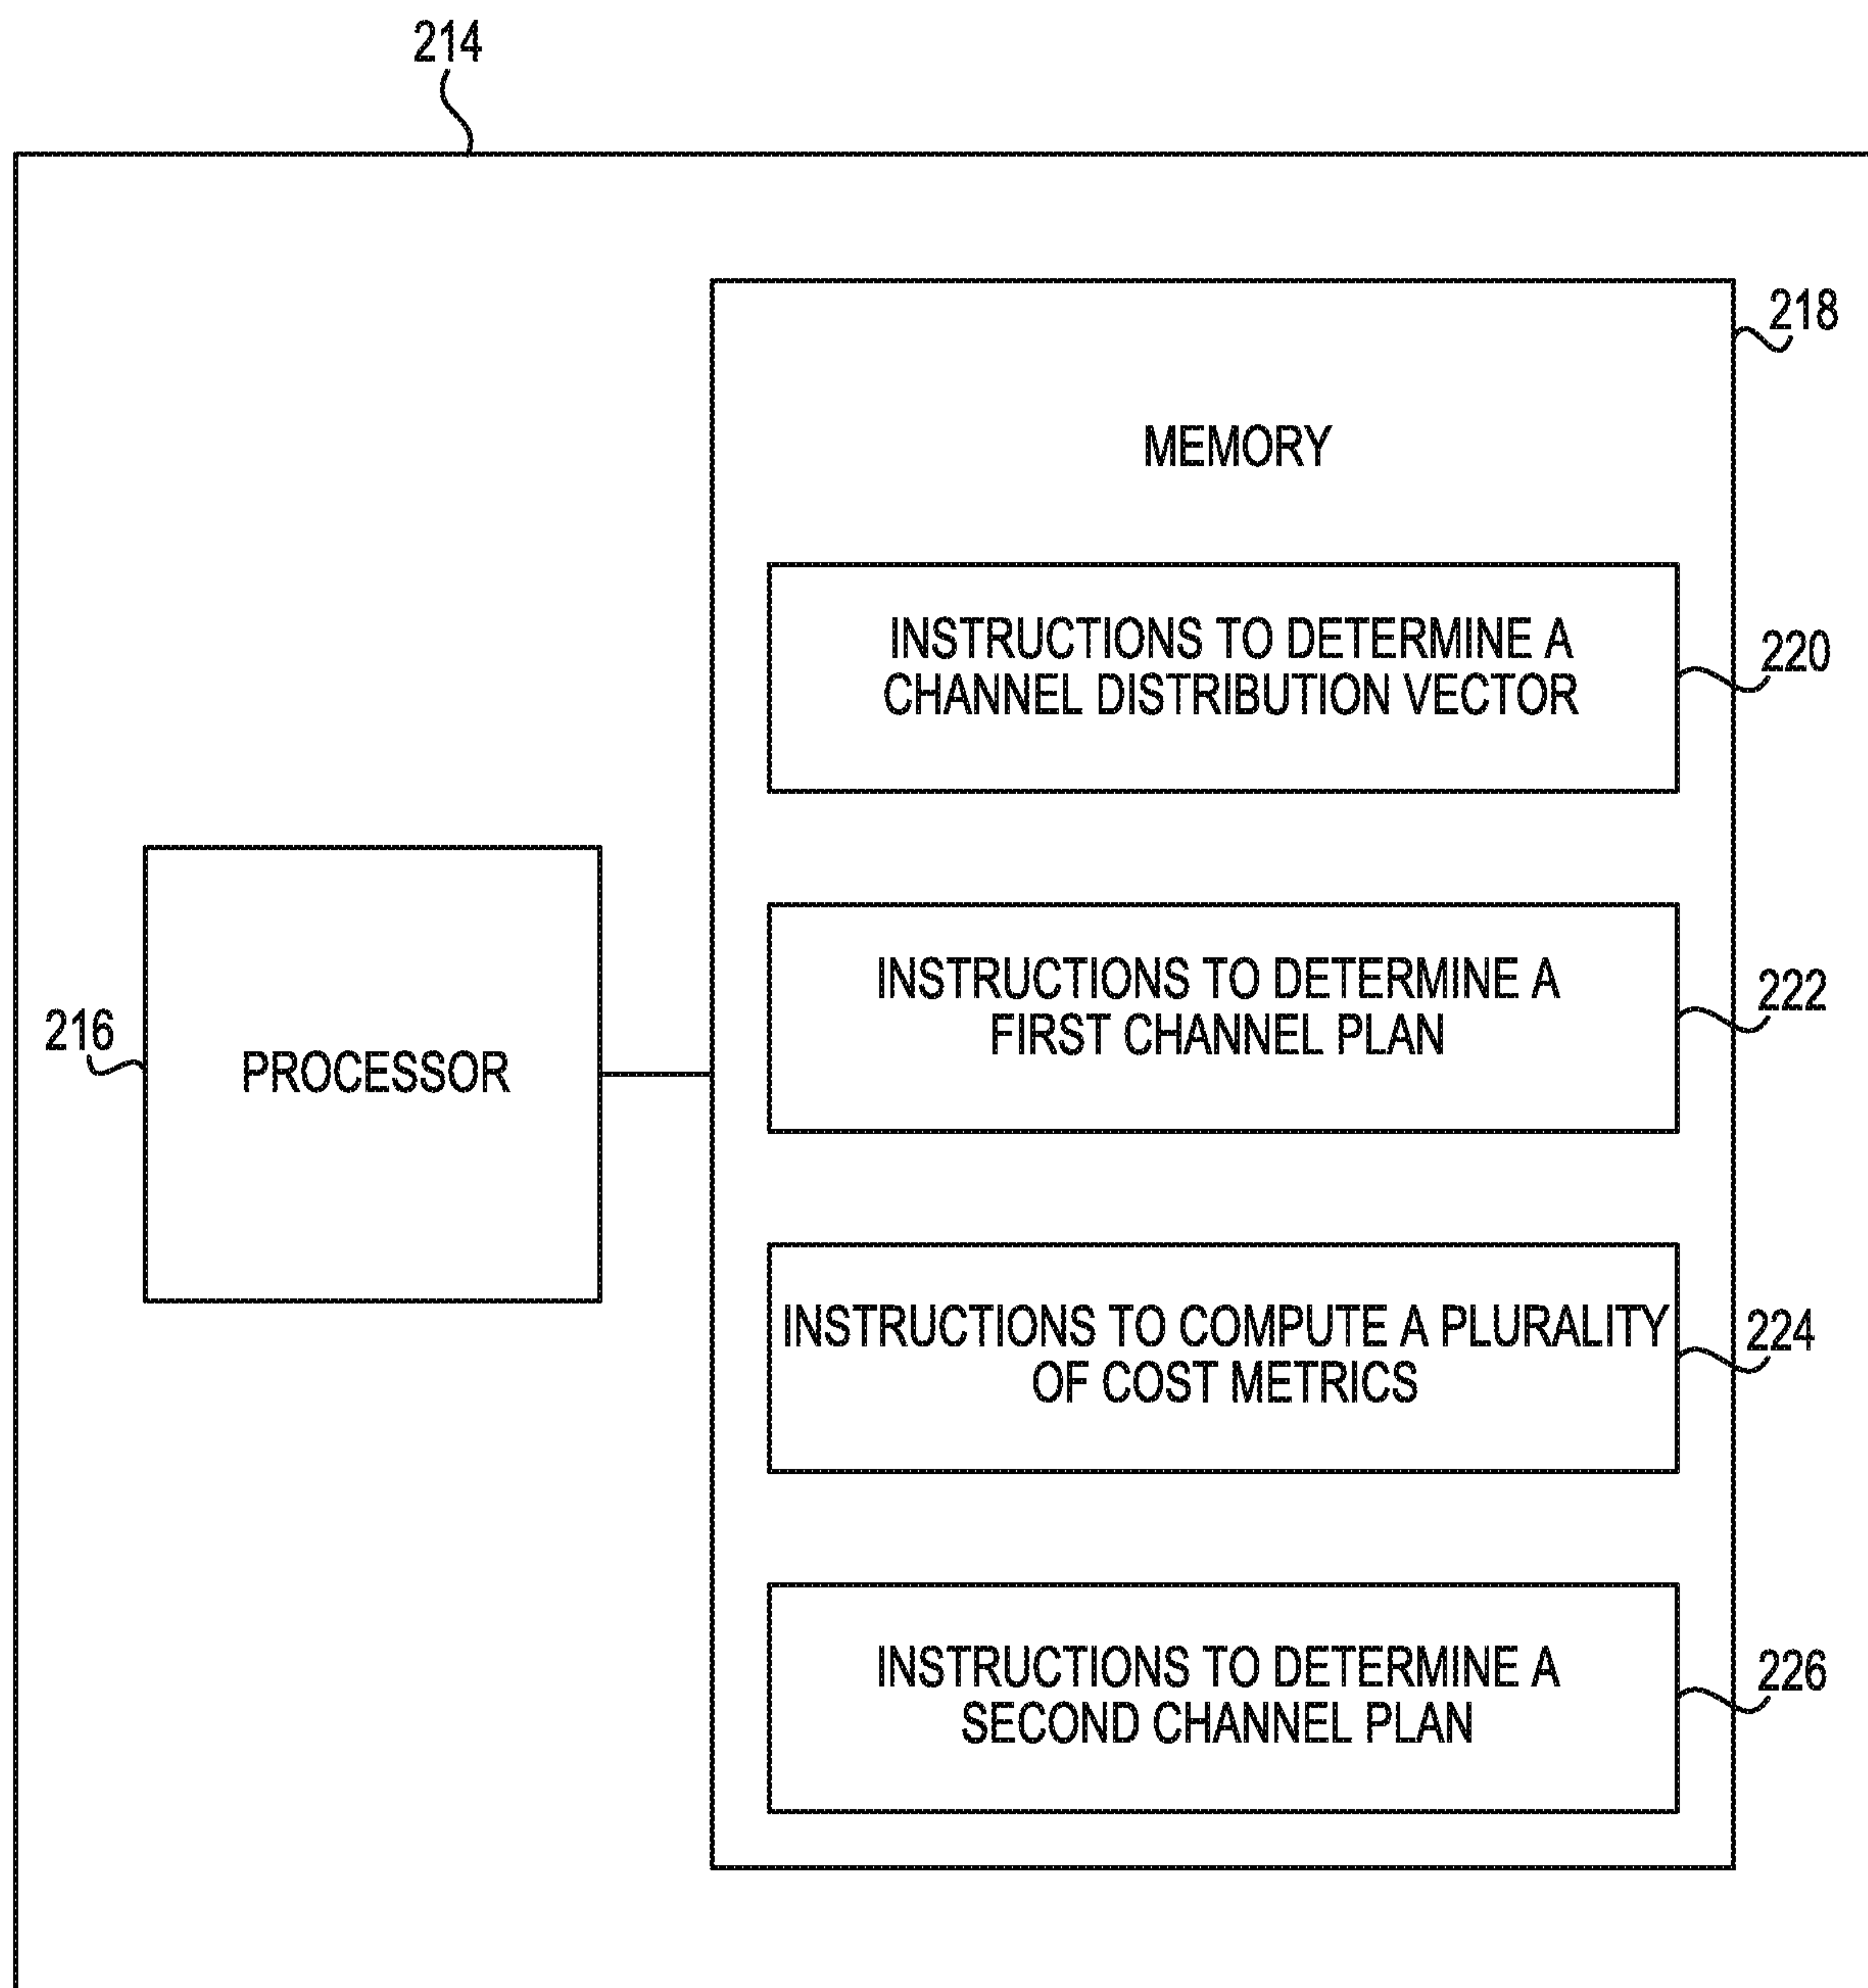 214
218
MEMORY
INSTRUCTIONS TO DETERMINE A
CHANNEL DISTRIBUTION VECTOR
220
INSTRUCTIONS TO DETERMINE A
FIRST CHANNEL PLAN
222
216
PROCESSOR
INSTRUCTIONS TO COMPUTE A PLURALITY
OF COST METRICS
224
INSTRUCTIONS TO DETERMINE A
SECOND CHANNEL PLAN
226